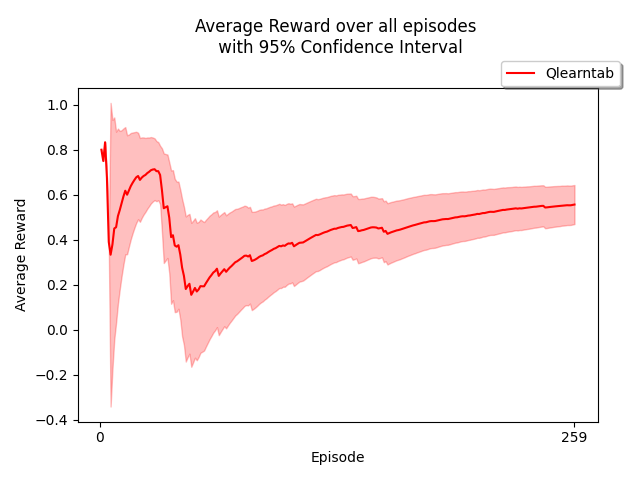 Average Reward over all episodes
with 95% Confidence Interval
Qlearntab
1.0
0.8
0.6
0.4
0.2
0.0
−0.2
−0.4
Average Reward
0
259
Episode